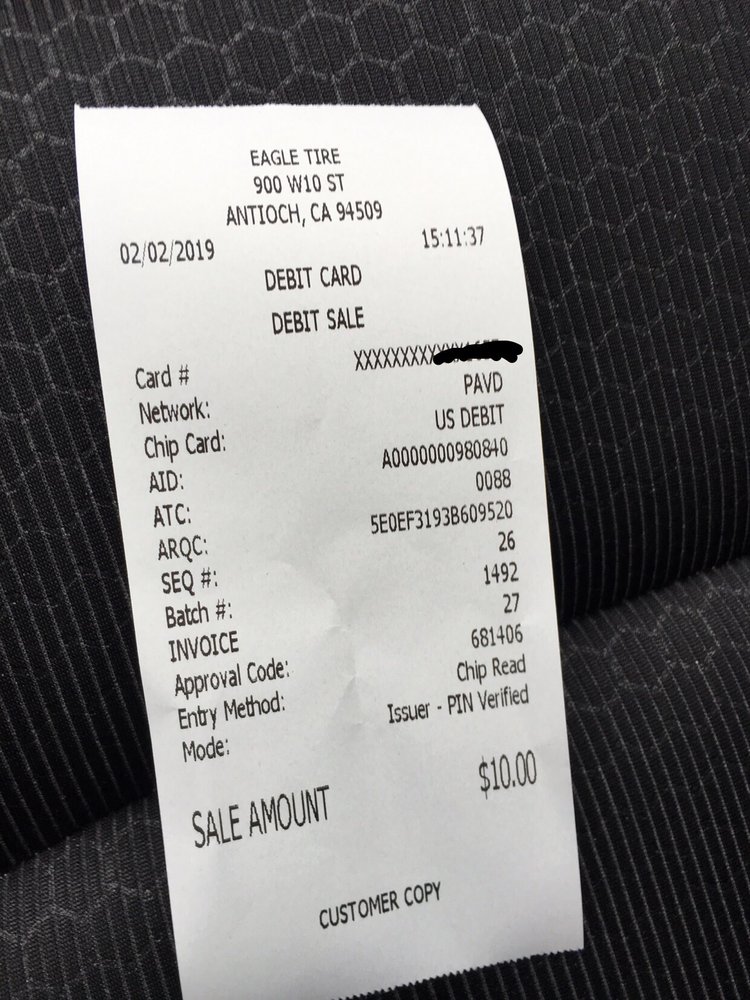 EAGLE TIRE
900 W10 ST
ANTIOCH, CA 94509
02/02/2019 15:11:37
DEBIT CARD
DEBIT SALE
Card # XXXXXXXXX
Network: PAVD
Chip Card: US DEBIT
AID: A0000000980840
ATC: 0088
ARQC: 5E0EF3193B609520
SEQ #: 26
Batch #: 1492
INVOICE 27
Approval Code: 681406
Entry Method: Chip Read
Mode: Issuer - PIN Verified
SALE AMOUNT $10.00
CUSTOMER COPY